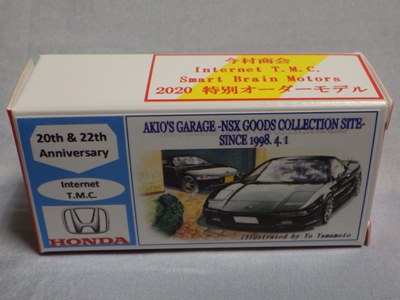 今村商会
Internet T.M.C.
Smart Brain Motors
2020 特別オーダーモデル
20th & 22th
Anniversary
Internet
T.M.C.
HONDA
AKIO'S GARAGE -NSX GOODS COLLECTION SITE-
SINCE 1998. 4. 1
illustrated by Yo Yamamoto